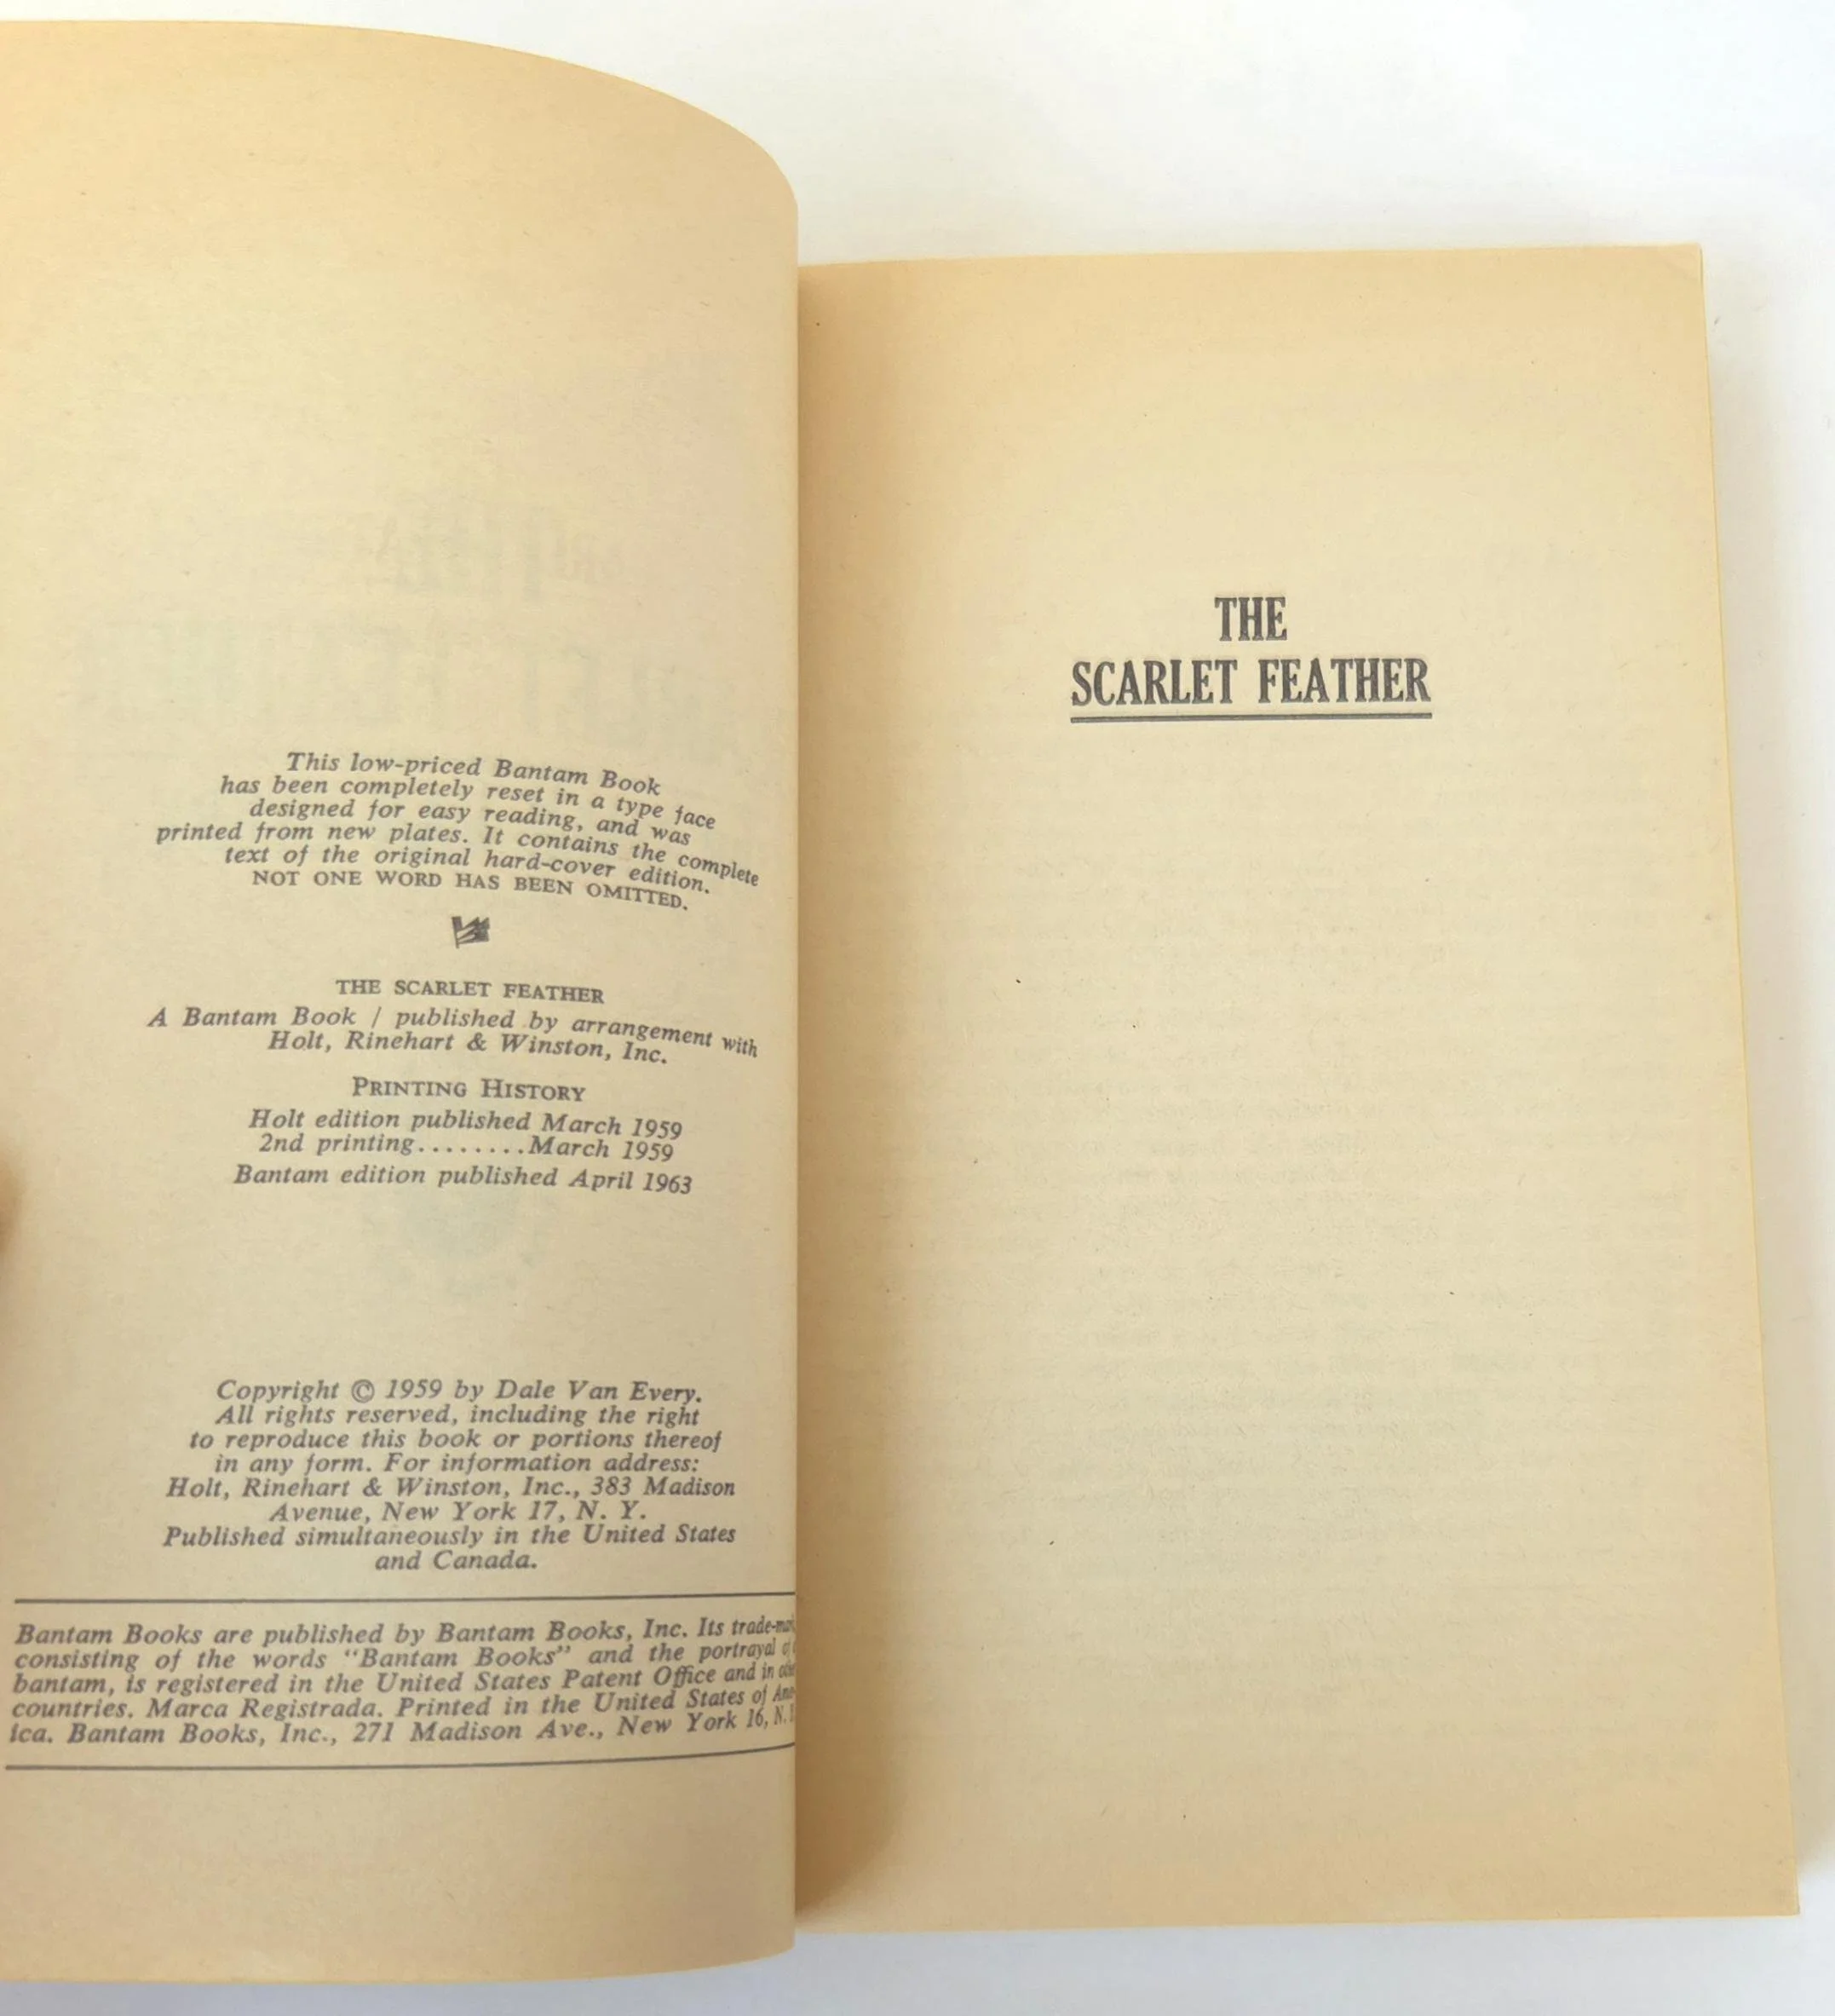 This low-priced Bantam Book
has been completely reset in a type face
designed for easy reading, and was
printed from new plates. It contains the complete
text of the original hard-cover edition.
NOT ONE WORD HAS BEEN OMITTED.
THE SCARLET FEATHER
A Bantam Book / published by arrangement with
Holt, Rinehart & Winston, Inc.
PRINTING HISTORY
Holt edition published March 1959
2nd printing........March 1959
Bantam edition published April 1963
Copyright © 1959 by Dale Van Every.
All rights reserved, including the right
to reproduce this book or portions thereof
in any form. For information address:
Holt, Rinehart & Winston, Inc., 383 Madison
Avenue, New York 17, N. Y.
Published simultaneously in the United States
and Canada.
Bantam Books are published by Bantam Books, Inc. Its
consisting of the words "Bantam Books" and the portrayal
bantam, is registered in the United States Patent Office and in
countries. Marca Registrada. Printed in the United States of
ica. Bantam Books, Inc., 271 Madison Ave., New York 16, N.
THE
SCARLET FEATHER